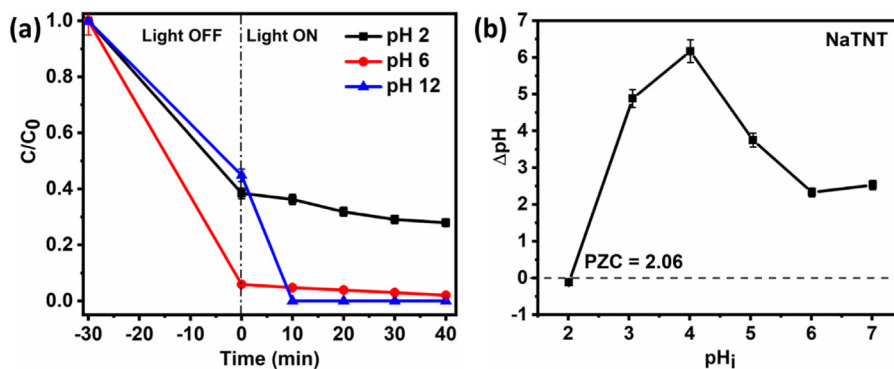 (a)
Light OFF
Light ON
pH 2
pH 6
pH 12
C/C0
1.0
0.8
0.6
0.4
0.2
0.0
-30 -20 -10 0 10 20 30 40
Time (min)
(b)
NaTNT
ΔpH
7
6
5
4
3
2
1
0
-1
PZC = 2.06
2 3 4 5 6 7
pHi